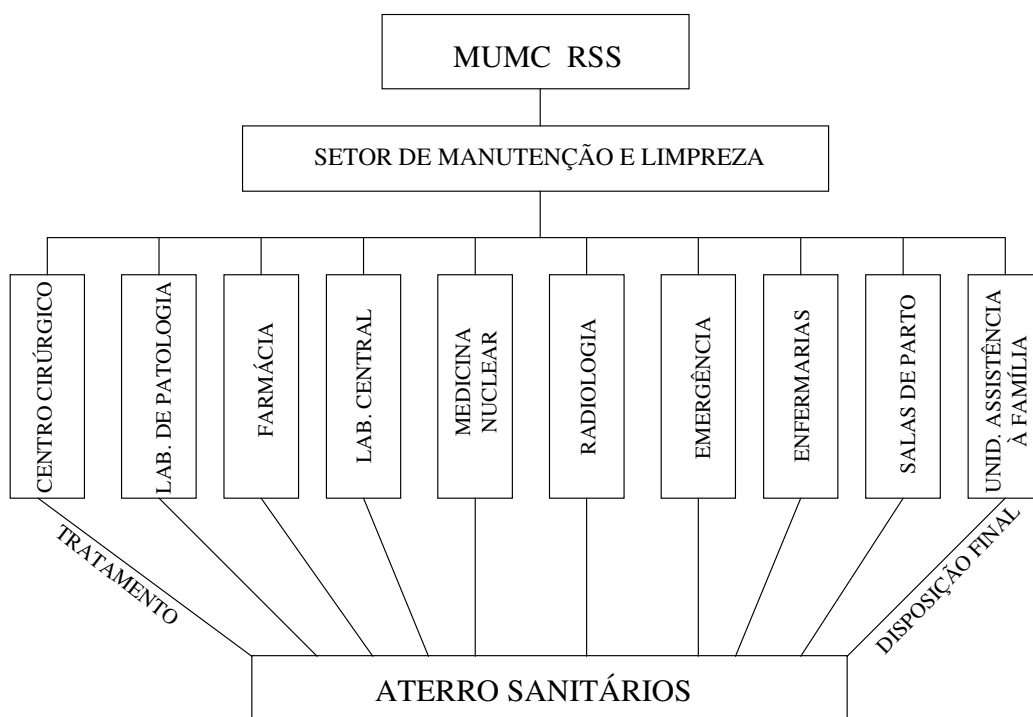 MUMC RSS
SETOR DE MANUTENÇÃO E LIMPREZA
CENTRO CIRÚRGICO
LAB. DE PATOLOGIA
FARMÁCIA
LAB. CENTRAL
MEDICINA
NUCLEAR
RADIOLOGIA
EMERGÊNCIA
ENFERMARIAS
SALAS DE PARTO
UNID. ASSISTÊNCIA
À FAMÍLIA
TRATAMENTO
DISPOSIÇÃO FINAL
ATERRO SANITÁRIOS